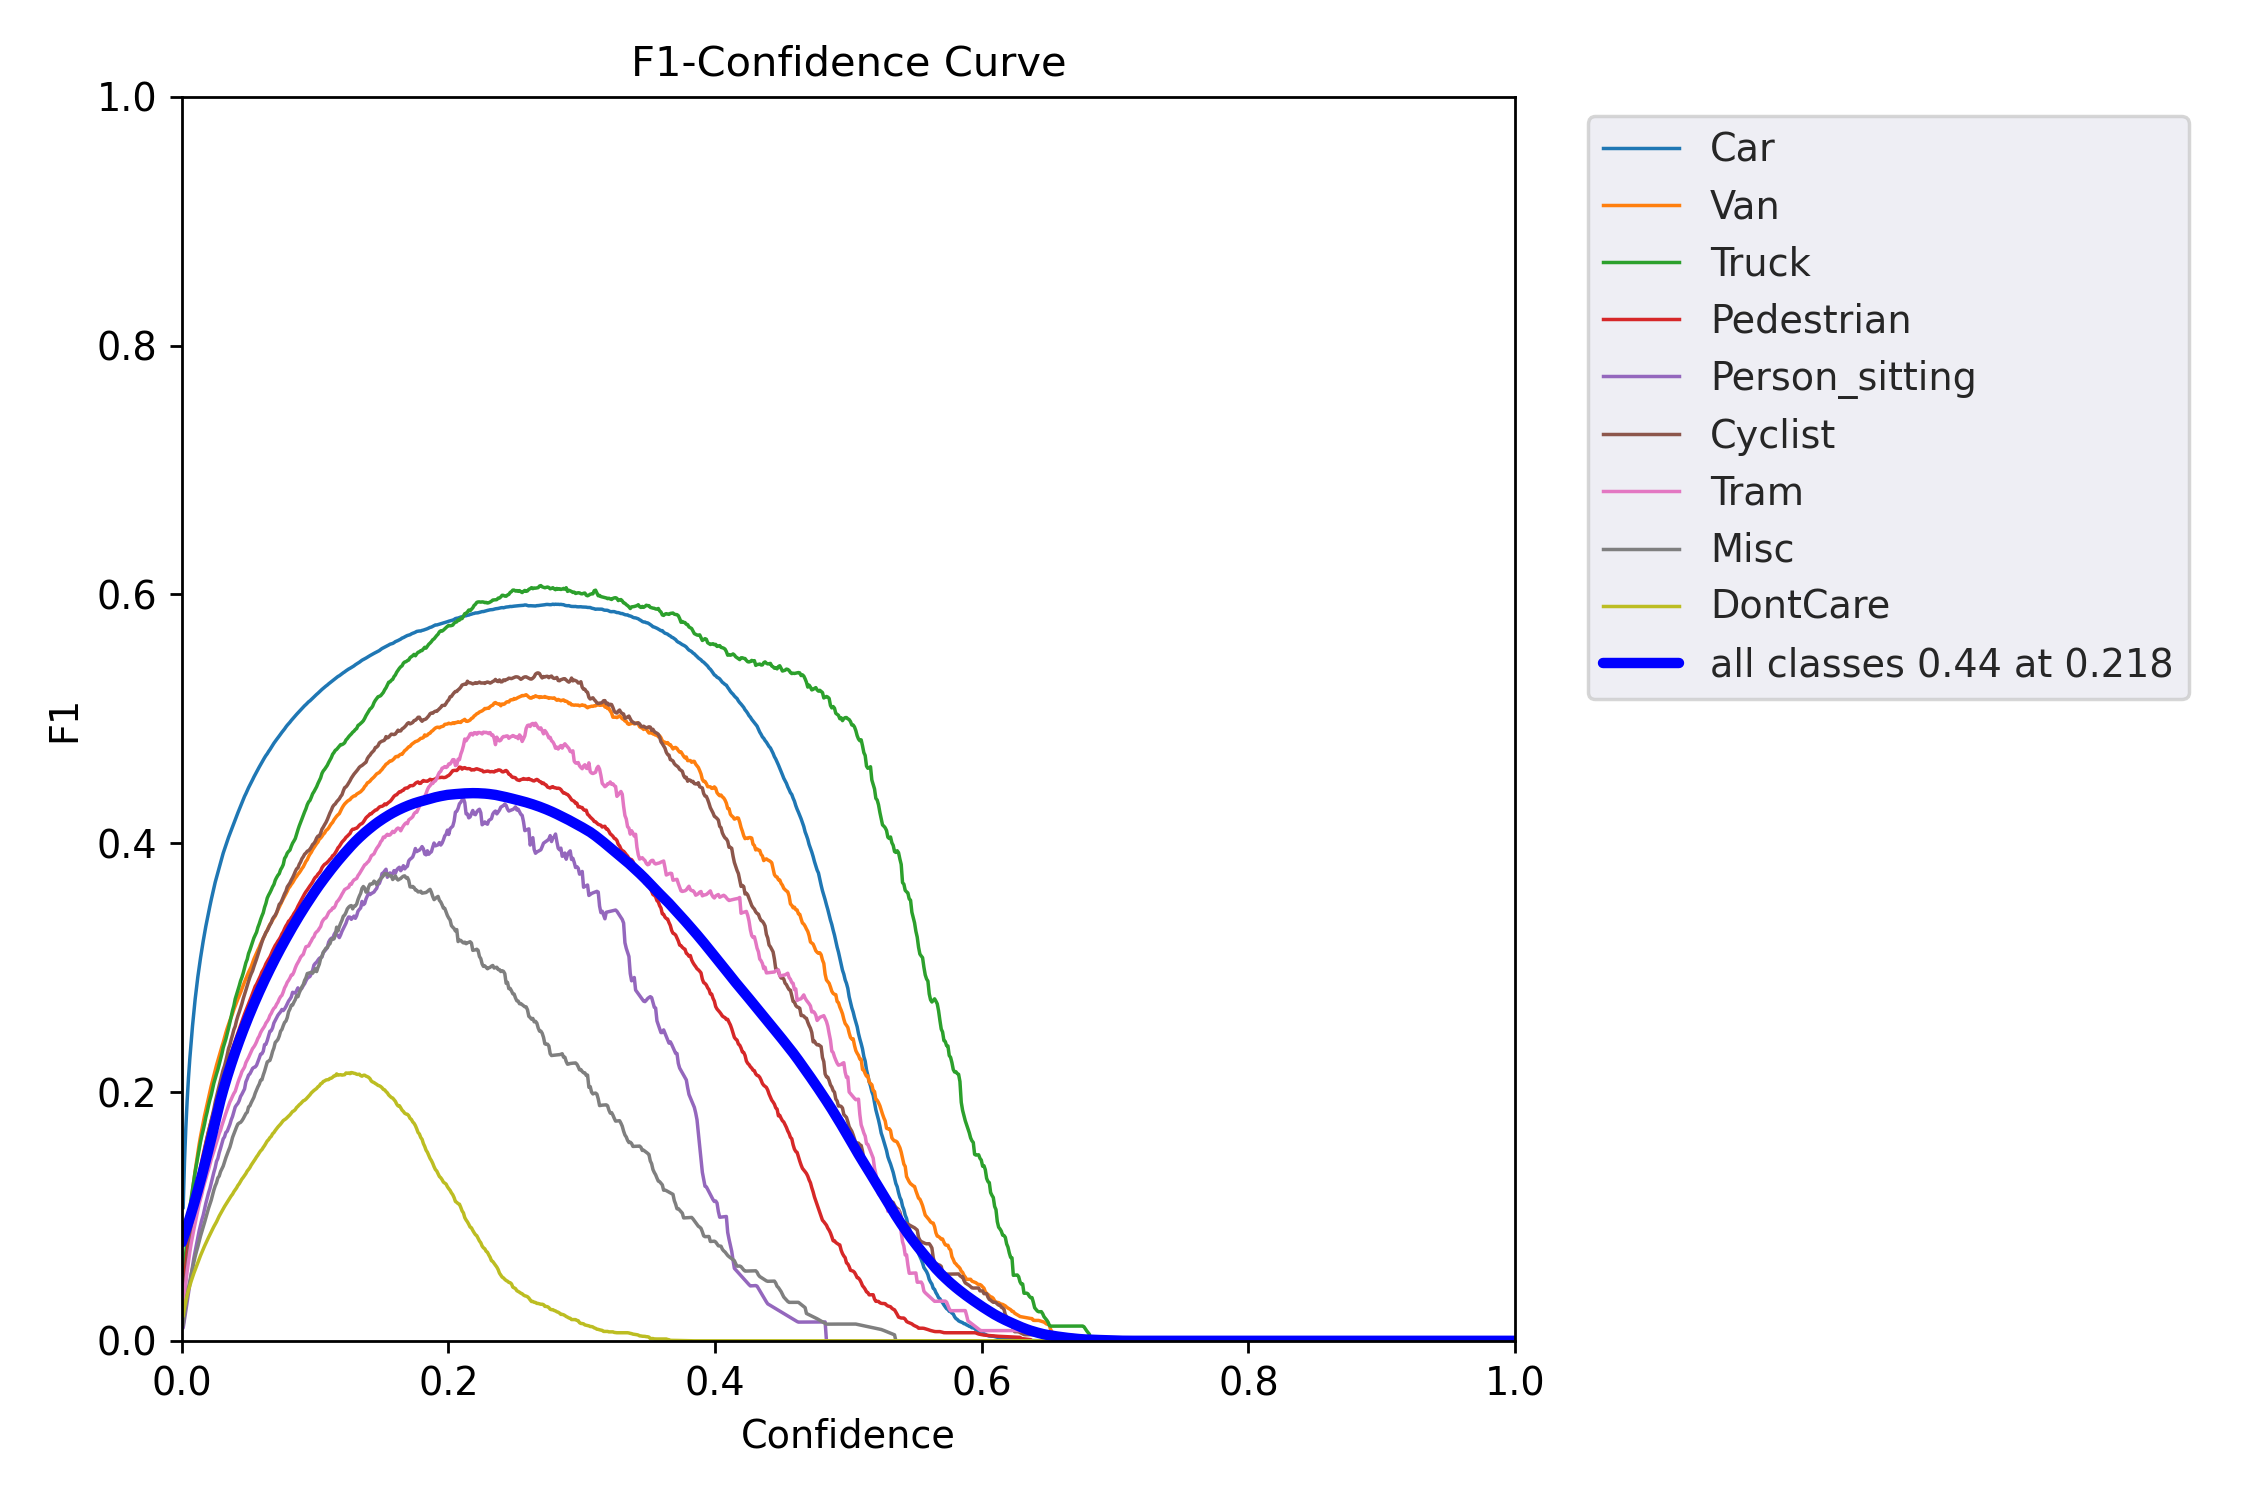 F1-Confidence Curve
1.0
0.8
0.6
0.4
0.2
0.0
F1
0.0 0.2 0.4 0.6 0.8 1.0
Confidence
Car
Van
Truck
Pedestrian
Person_sitting
Cyclist
Tram
Misc
DontCare
all classes 0.44 at 0.218